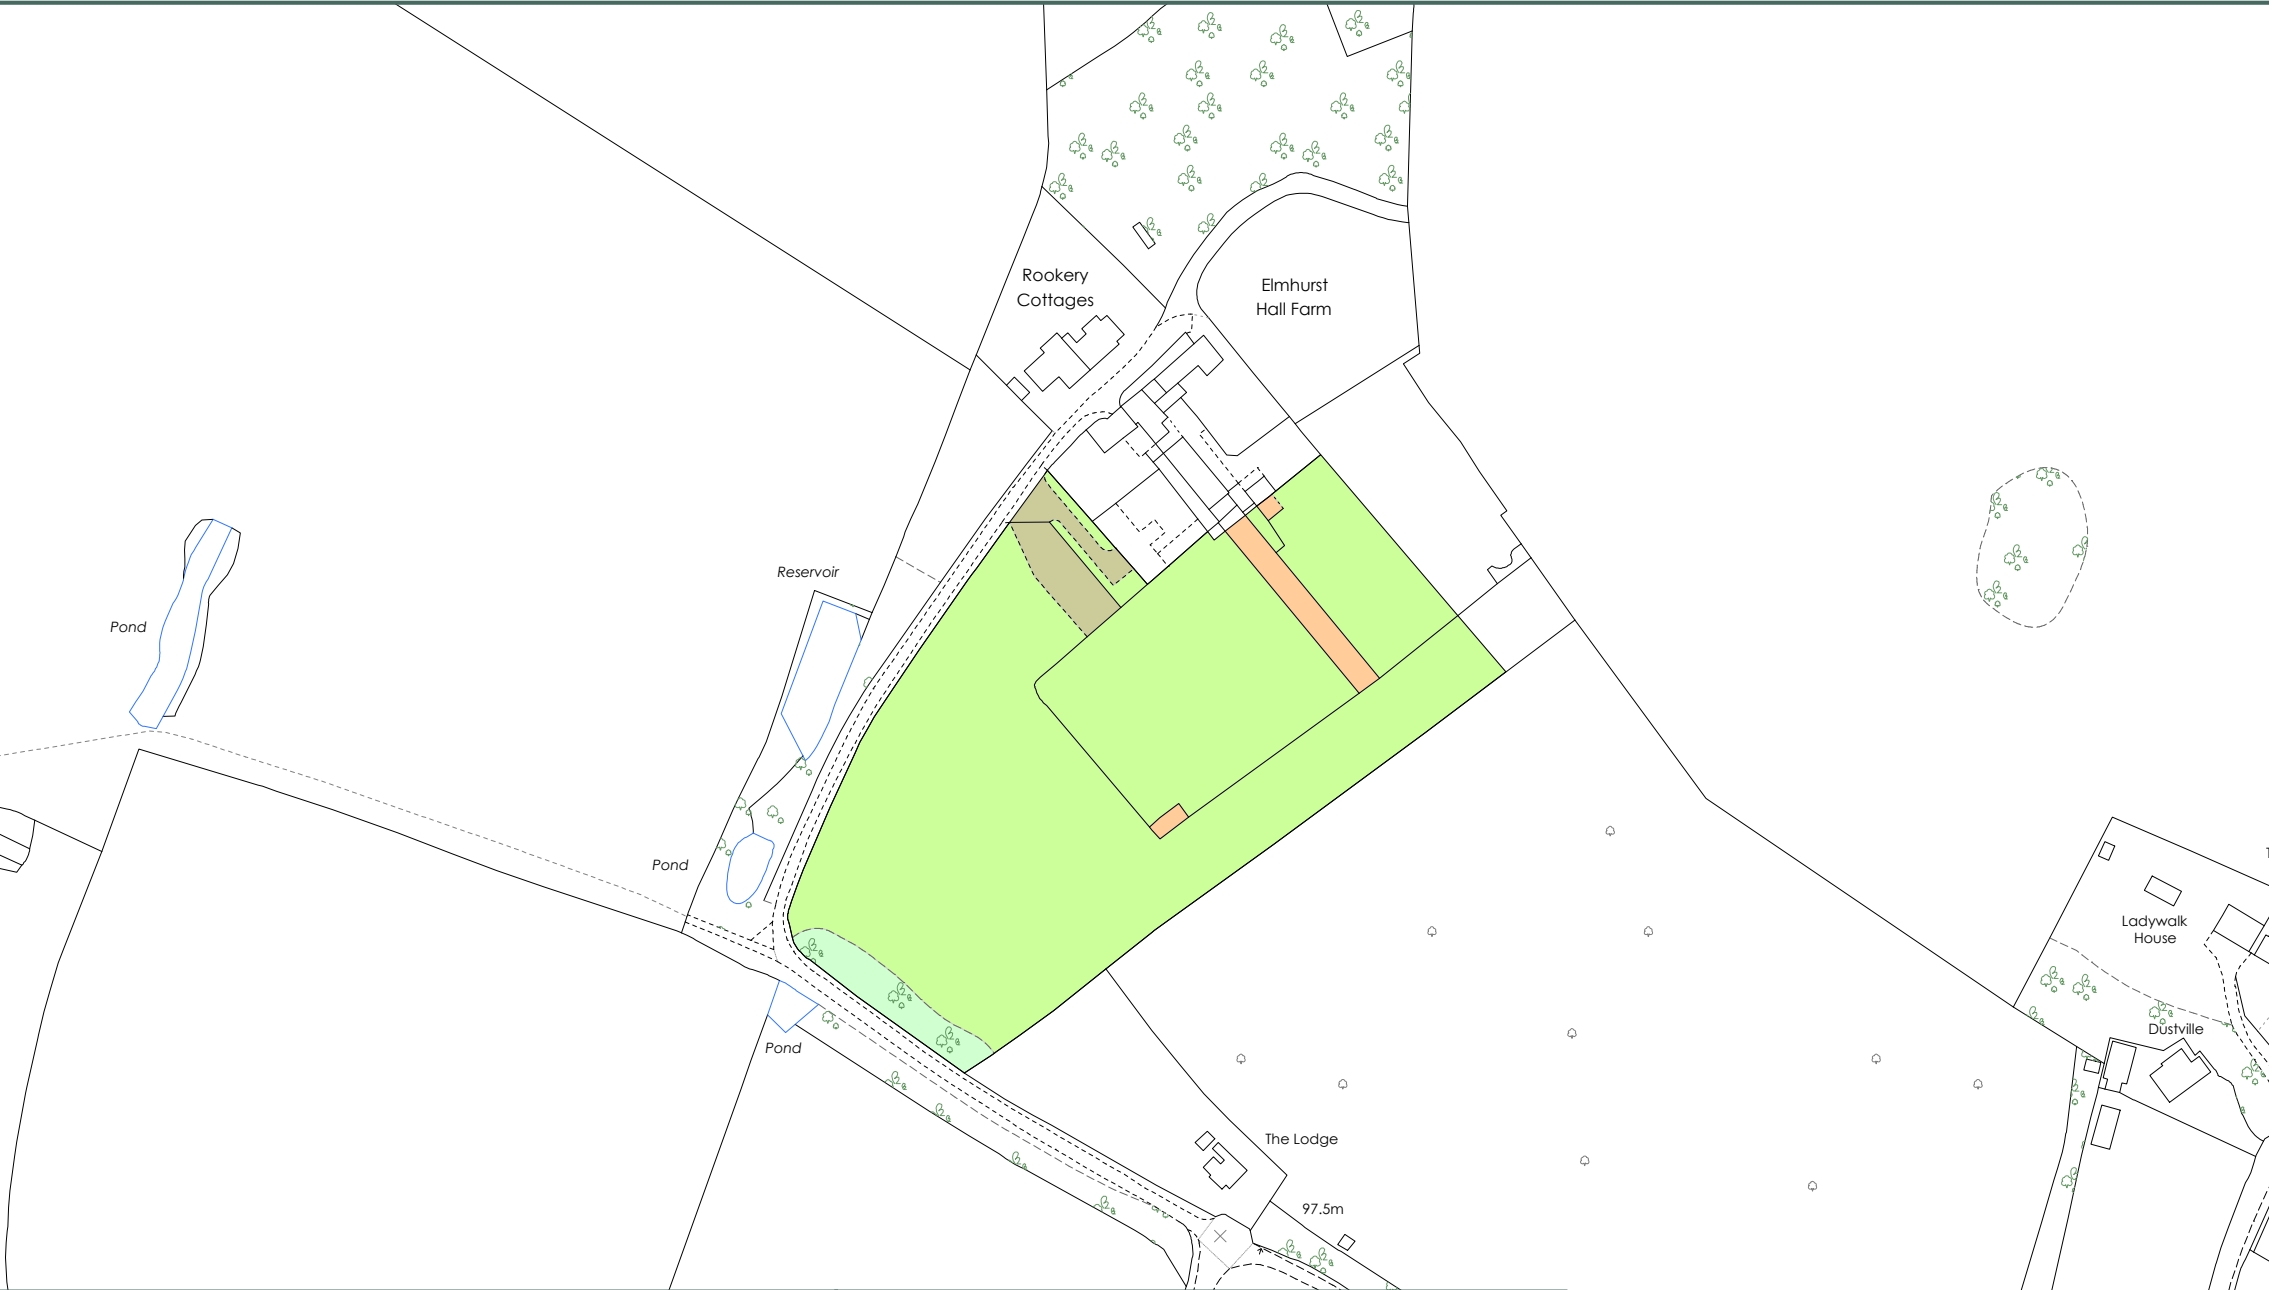 Rookery
Cottages
Elmhurst
Hall Farm
Reservoir
Pond
Pond
Ladywalk
House
Dustville
Pond
The Lodge
97.5m